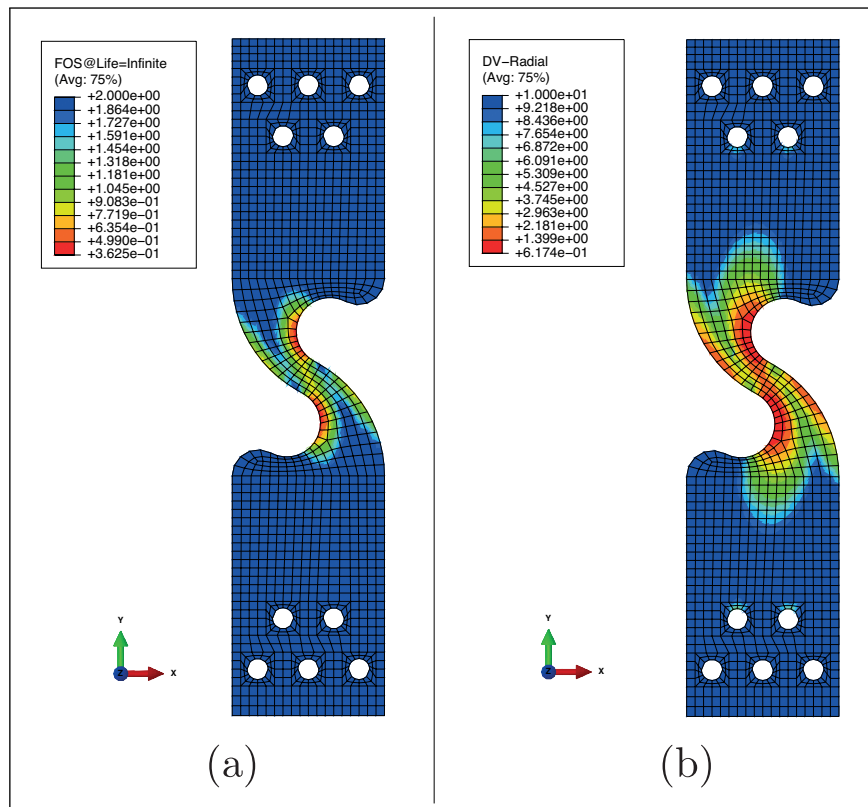 FOS@Life=Infinite
(Avg: 75%)
+2.000e+00
+1.864e+00
+1.727e+00
+1.591e+00
+1.454e+00
+1.318e+00
+1.181e+00
+1.045e+00
+9.083e-01
+7.719e-01
+6.354e-01
+4.990e-01
+3.625e-01
Y
Z
X
(a)
DV-Radial
(Avg: 75%)
+1.000e+01
+9.218e+00
+8.436e+00
+7.654e+00
+6.872e+00
+6.091e+00
+5.309e+00
+4.527e+00
+3.745e+00
+2.963e+00
+2.181e+00
+1.399e+00
+6.174e-01
Y
Z
X
(b)